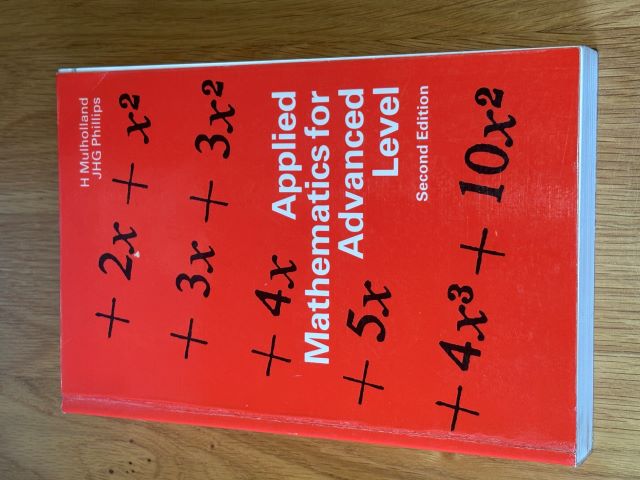 H Mulholland
JHG Phillips
+ 2x + x²
+ 3x + 3x²
+ 4x
Applied
Mathematics for
Advanced
Level
+ 5x
Second Edition
+ 4x³ + 10x²